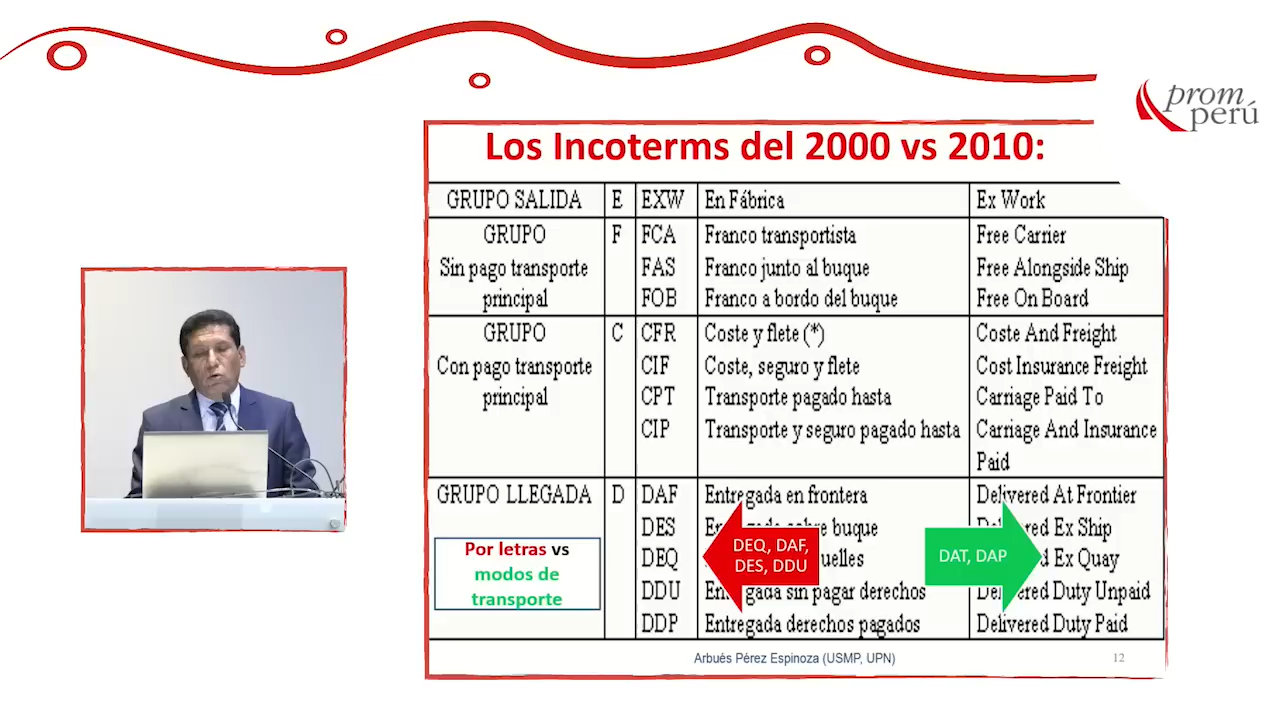 prom
perú
Los Incoterms del 2000 vs 2010:
GRUPO SALIDA E EXW En Fábrica Ex Work
GRUPO F FCA Franco transportista Free Carrier
Sin pago transporte FAS Franco junto al buque Free Alongside Ship
principal FOB Franco a bordo del buque Free On Board
GRUPO C CFR Coste y flete (*) Coste And Freight
Con pago transporte CIF Coste, seguro y flete Cost Insurance Freight
principal CPT Transporte pagado hasta Carriage Paid To
CIP Transporte y seguro pagado hasta Carriage And Insurance
Paid
GRUPO LLEGADA D DAF Entregada en frontera Delivered At Frontier
DES buque Ex Ship
DEQ Ex Quay
DDU sin pagar derechos Duty Unpaid
DDP Entregada derechos pagados Delivered Duty Paid
Por letras vs
modos de
transporte
DEQ, DAF,
DES, DDU
DAT, DAP
Arbués Pérez Espinoza (USMP, UPN) 12